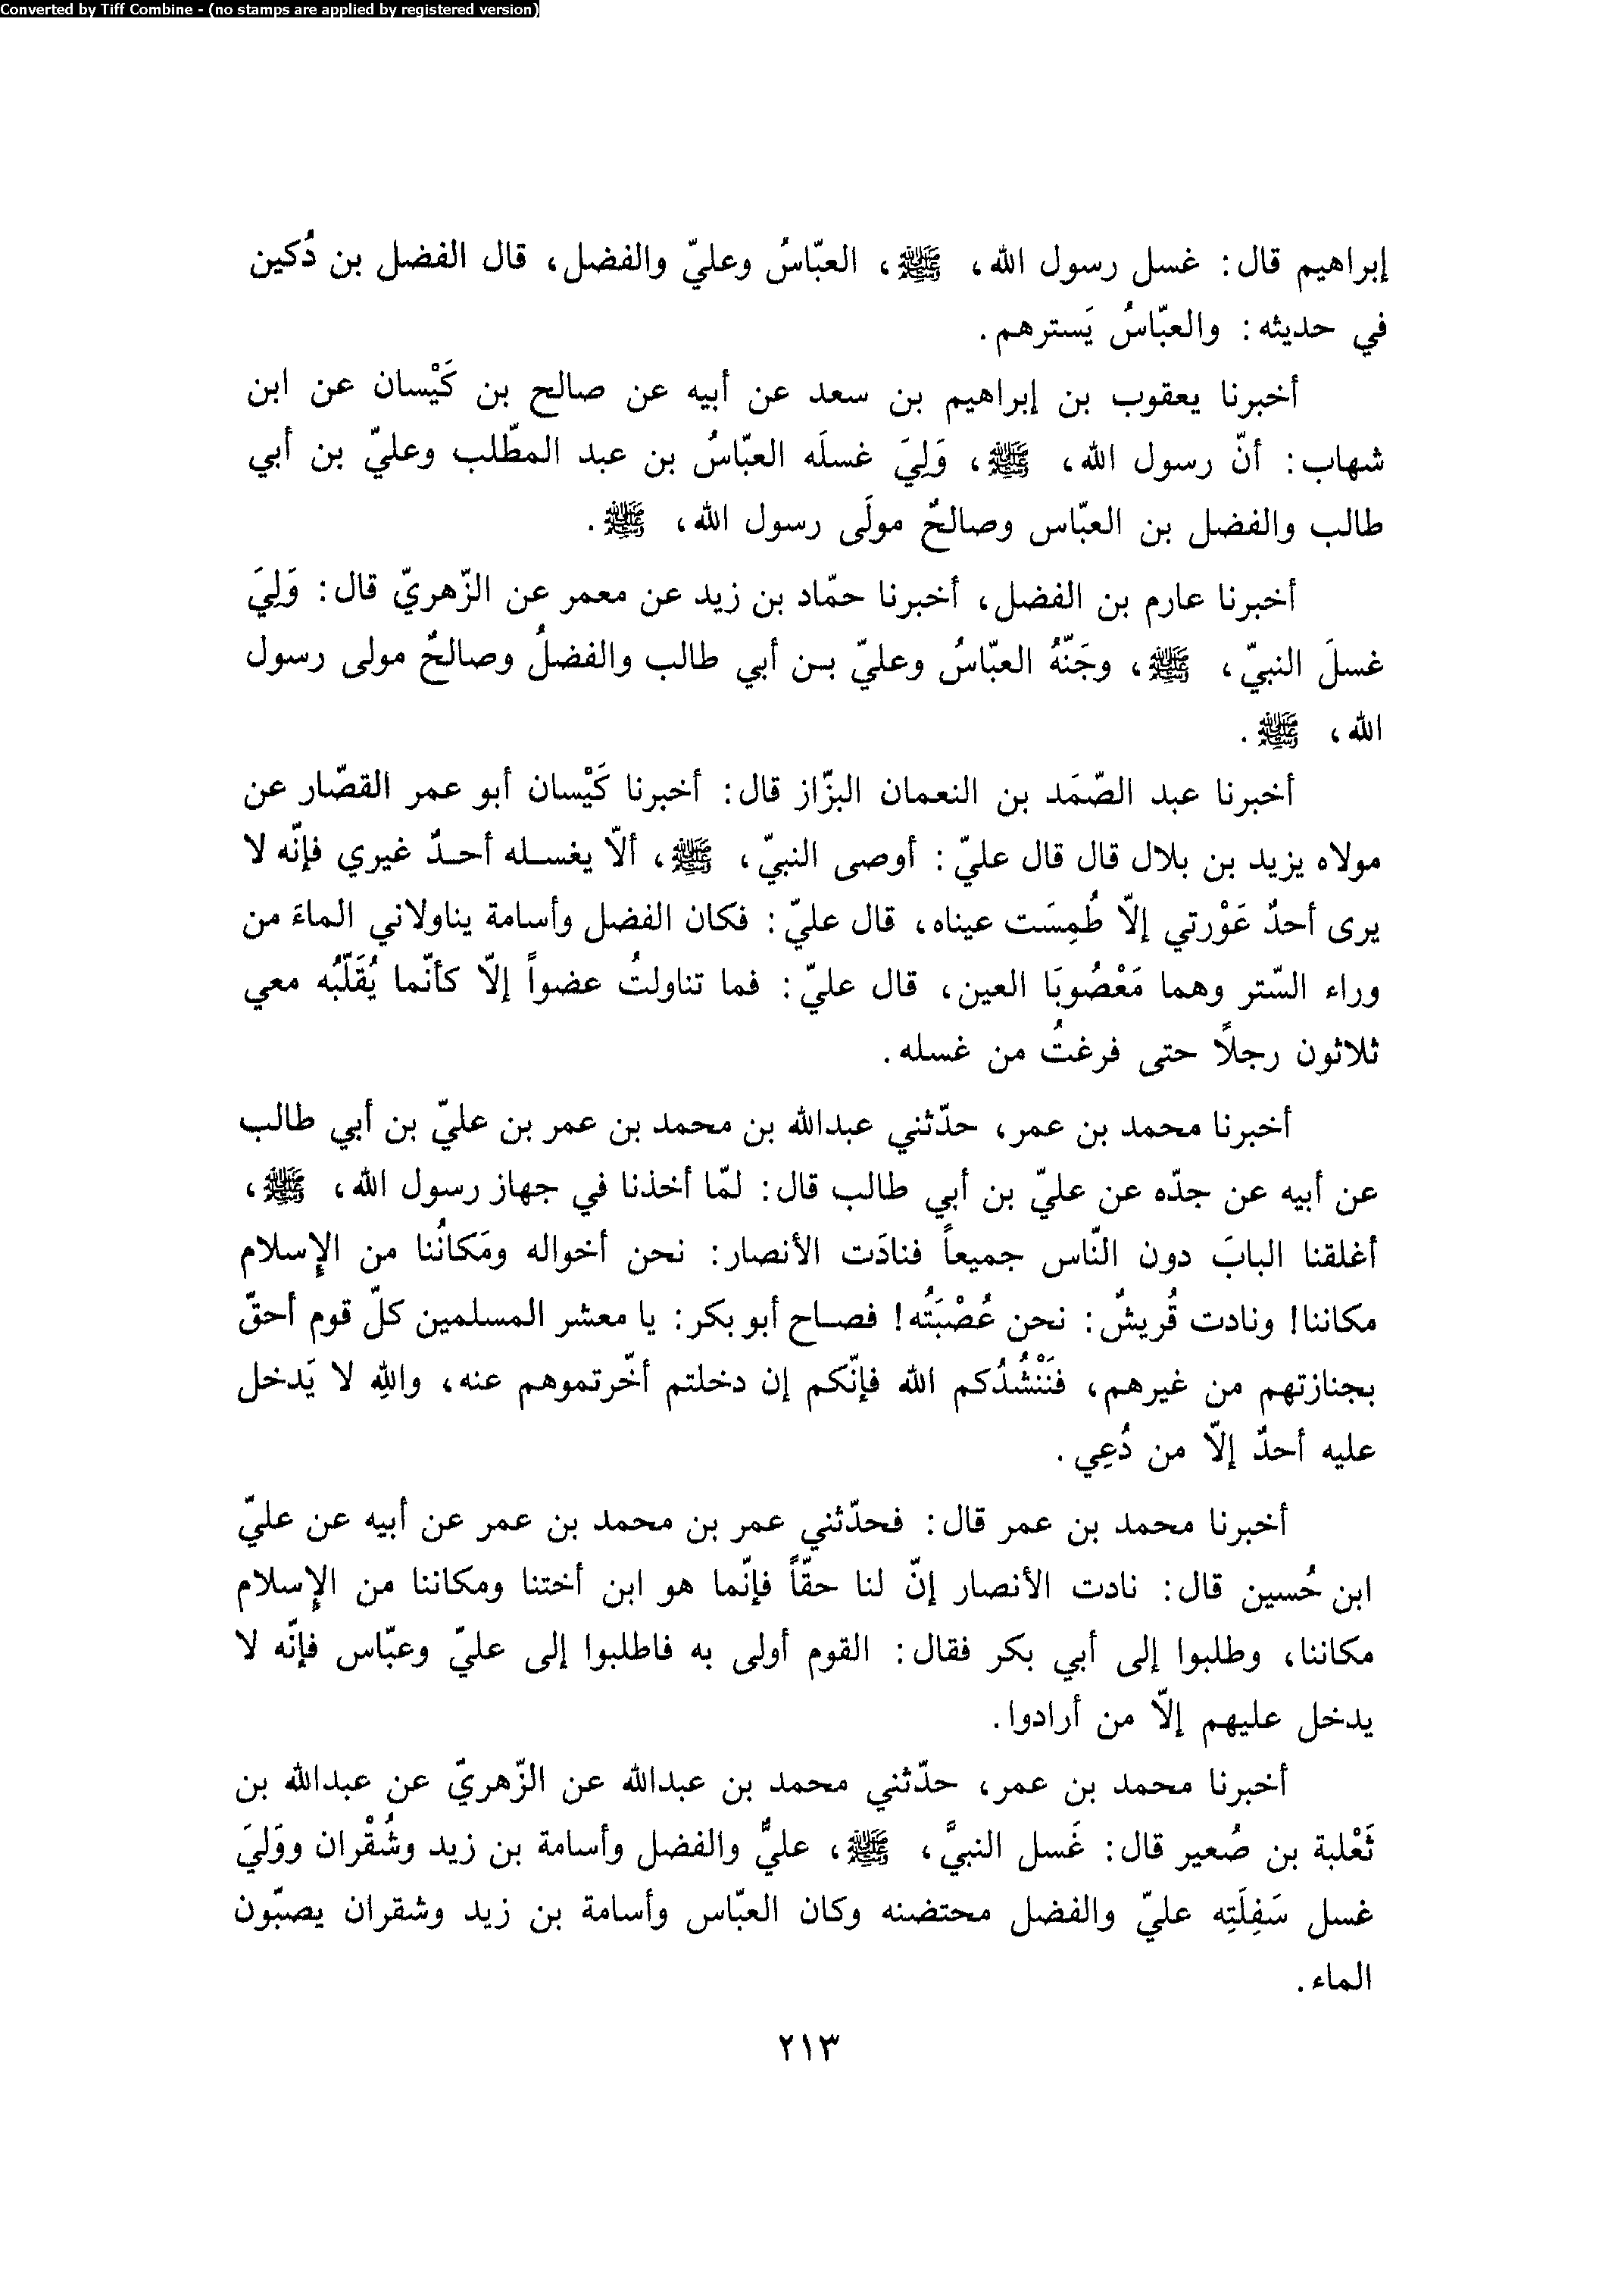 Converted by Tiff Combine - (no stamps are applied by registered version)
إبراهيم قال: غسل رسول الله، ﷺ، العبّاسُ وعليّ والفضل، قال الفضل بن دُكين
في حديثه: والعبّاسُ يَسترهم.
أخبرنا يعقوب بن إبراهيم بن سعد عن أبيه عن صالح بن كَيْسان عن ابن
شهاب: أنّ رسول الله، ﷺ، وَلِيَ غسلَه العبّاسُ بن عبد المطّلب وعليّ بن أبي
طالب والفضل بن العبّاس وصالحٌ مولَى رسول الله، ﷺ.
أخبرنا عارم بن الفضل، أخبرنا حمّاد بن زيد عن معمر عن الزّهريّ قال: وَلِيَ
غسلَ النبيّ، ﷺ، وجَنّهُ العبّاسُ وعليّ بن أبي طالب والفضلُ وصالحٌ مولى رسول
الله، ﷺ.
أخبرنا عبد الصّمَد بن النعمان البزّاز قال: أخبرنا كَيْسان أبو عمر القصّار عن
مولاه يزيد بن بلال قال قال عليّ: أوصى النبيّ، ﷺ، ألّا يغسله أحدٌ غيري فإنّه لا
يرى أحدٌ عَوْرتي إلّا طُمِسَت عيناه، قال عليّ: فكان الفضل وأسامة يناولاني الماءَ من
وراء السّتر وهما مَعْصُوبَا العين، قال عليّ: فما تناولتُ عضواً إلّا كأنّما يُقَلّبُه معي
ثلاثون رجلاً حتى فرغتُ من غسله.
أخبرنا محمد بن عمر، حدّثني عبدالله بن محمد بن عمر بن عليّ بن أبي طالب
عن أبيه عن جدّه عن عليّ بن أبي طالب قال: لمّا أخذنا في جهاز رسول الله، ﷺ،
أغلقنا البابَ دون النّاس جميعاً فنادَت الأنصار: نحن أخواله ومَكانُنا من الإسلام
مكاننا! ونادت قُريشٌ: نحن عُصْبَتُه! فصاح أبو بكر: يا معشر المسلمين كلّ قوم أحقّ
بجنازتهم من غيرهم، فَنَنْشُدُكم الله فإنّكم إن دخلتم أخّرتموهم عنه، واللهِ لا يَدخل
عليه أحدٌ إلّا من دُعِي.
أخبرنا محمد بن عمر قال: فحدّثني عمر بن محمد بن عمر عن أبيه عن عليّ
ابن حُسين قال: نادت الأنصار إنّ لنا حقّاً فإنّما هو ابن أختنا ومكاننا من الإسلام
مكاننا، وطلبوا إلى أبي بكر فقال: القوم أولى به فاطلبوا إلى عليّ وعبّاس فإنّه لا
يدخل عليهم إلّا من أرادوا.
أخبرنا محمد بن عمر، حدّثني محمد بن عبدالله عن الزّهريّ عن عبدالله بن
ثَعْلبة بن صُعير قال: غَسل النبيَّ، ﷺ، عليٌّ والفضل وأسامة بن زيد وشُقْران ووَليَ
غسل سَفِلَتِه عليّ والفضل محتضنه وكان العبّاس وأسامة بن زيد وشقران يصبّون
الماء.
٢١٣